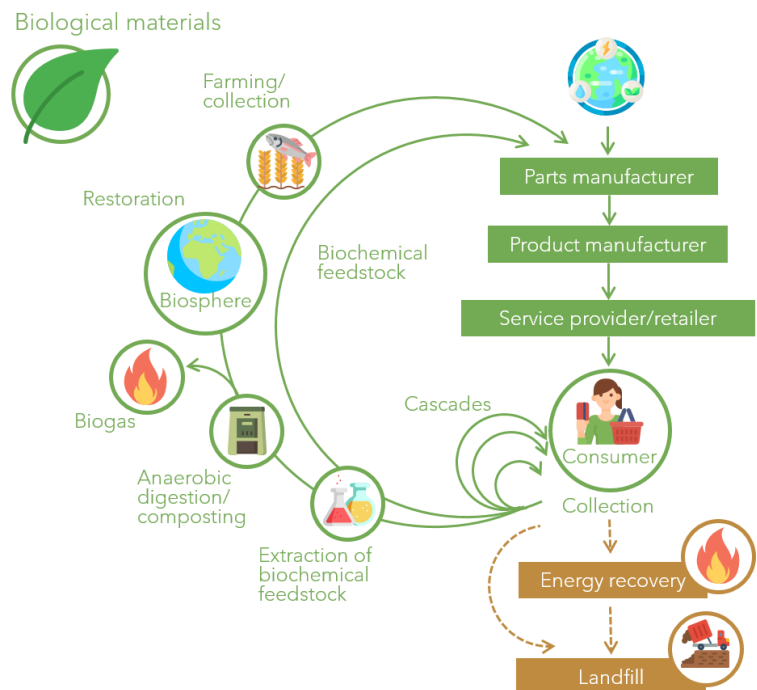 Biological materials
Farming/
collection
Parts manufacturer
Restoration
Product manufacturer
Biochemical
feedstock
Biosphere
Service provider/retailer
Cascades
Biogas
Consumer
Anaerobic
digestion/
composting
Collection
Extraction of
biochemical
feedstock
Energy recovery
Landfill